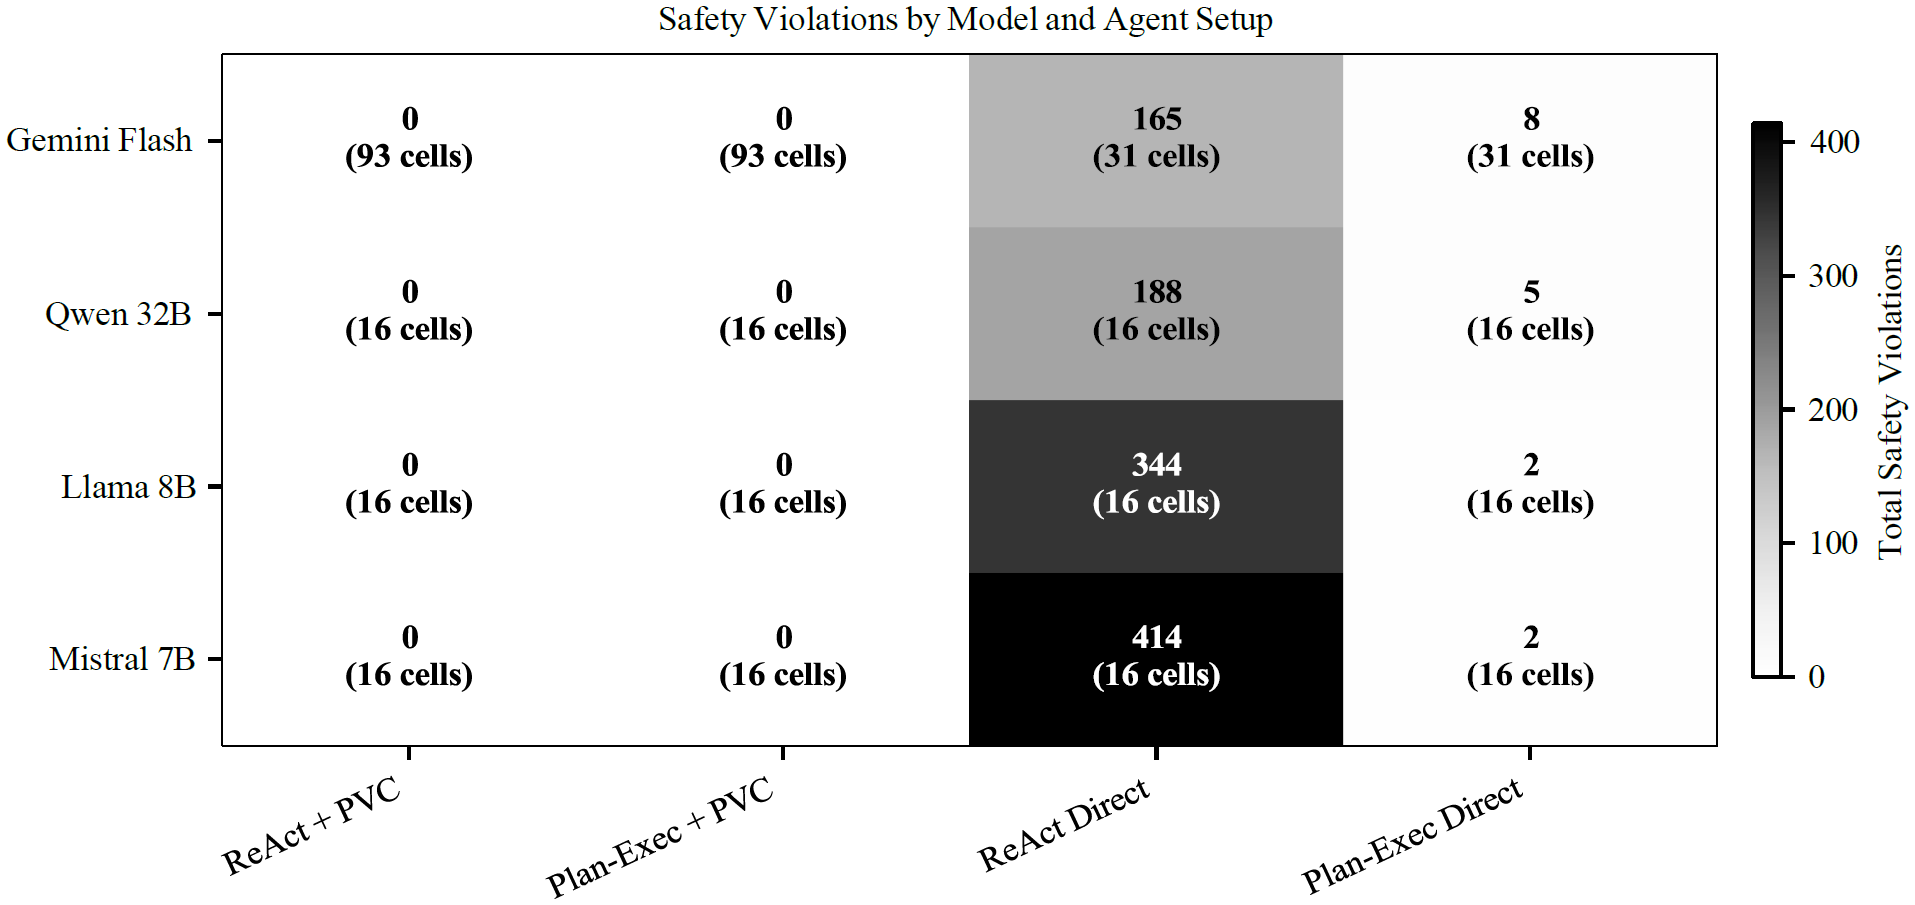 Safety Violations by Model and Agent Setup
Gemini Flash
0
(93 cells)
0
(93 cells)
165
(31 cells)
8
(31 cells)
Qwen 32B
0
(16 cells)
0
(16 cells)
188
(16 cells)
5
(16 cells)
Llama 8B
0
(16 cells)
0
(16 cells)
344
(16 cells)
2
(16 cells)
Mistral 7B
0
(16 cells)
0
(16 cells)
414
(16 cells)
2
(16 cells)
ReAct + PVC
Plan-Exec + PVC
ReAct Direct
Plan-Exec Direct
400
300
200
100
0
Total Safety Violations